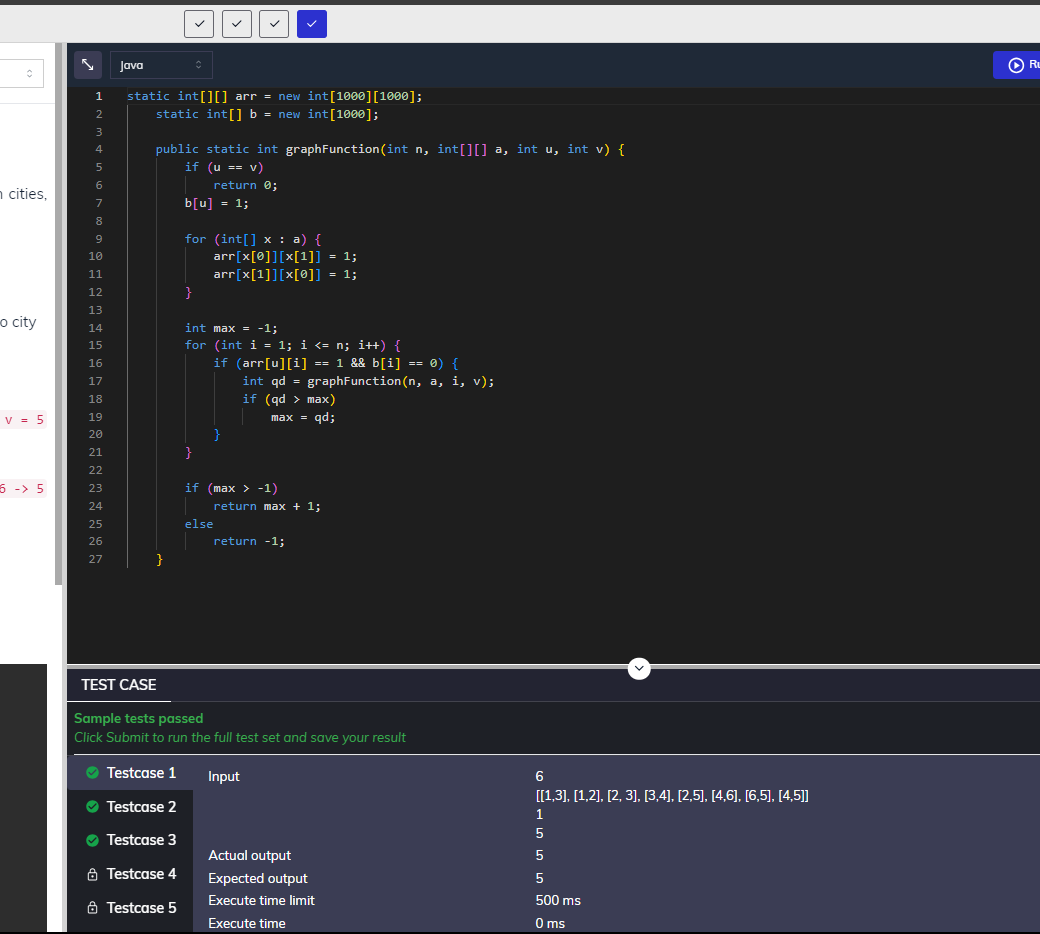 Java
Ru
n cities,
o city
v = 5
6 -> 5
1 static int[][] arr = new int[1000][1000];
2 static int[] b = new int[1000];
3
4 public static int graphFunction(int n, int[][] a, int u, int v) {
5 if (u == v)
6 return 0;
7 b[u] = 1;
8
9 for (int[] x : a) {
10 arr[x[0]][x[1]] = 1;
11 arr[x[1]][x[0]] = 1;
12 }
13
14 int max = -1;
15 for (int i = 1; i <= n; i++) {
16 if (arr[u][i] == 1 && b[i] == 0) {
17 int qd = graphFunction(n, a, i, v);
18 if (qd > max)
19 max = qd;
20 }
21 }
22
23 if (max > -1)
24 return max + 1;
25 else
26 return -1;
27 }
TEST CASE
Sample tests passed
Click Submit to run the full test set and save your result
Testcase 1
Testcase 2
Testcase 3
Testcase 4
Testcase 5
Input
6
[[1,3], [1,2], [2, 3], [3,4], [2,5], [4,6], [6,5], [4,5]]
1
5
Actual output 5
Expected output 5
Execute time limit 500 ms
Execute time 0 ms